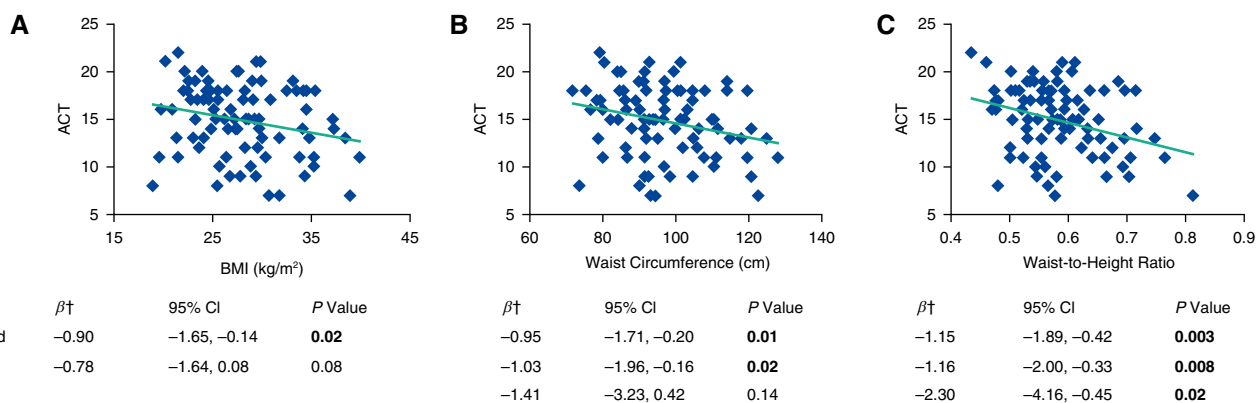 A
B
C
25
20
15
10
5
ACT
15 25 35 45
BMI (kg/m²)
25
20
15
10
5
ACT
60 80 100 120 140
Waist Circumference (cm)
25
20
15
10
5
ACT
0.4 0.5 0.6 0.7 0.8 0.9
Waist-to-Height Ratio
β† 95% CI P Value β† 95% CI P Value β† 95% CI P Value
d –0.90 –1.65, –0.14 0.02 –0.95 –1.71, –0.20 0.01 –1.15 –1.89, –0.42 0.003
–0.78 –1.64, 0.08 0.08 –1.03 –1.96, –0.16 0.02 –1.16 –2.00, –0.33 0.008
–1.41 –3.23, 0.42 0.14 –2.30 –4.16, –0.45 0.02